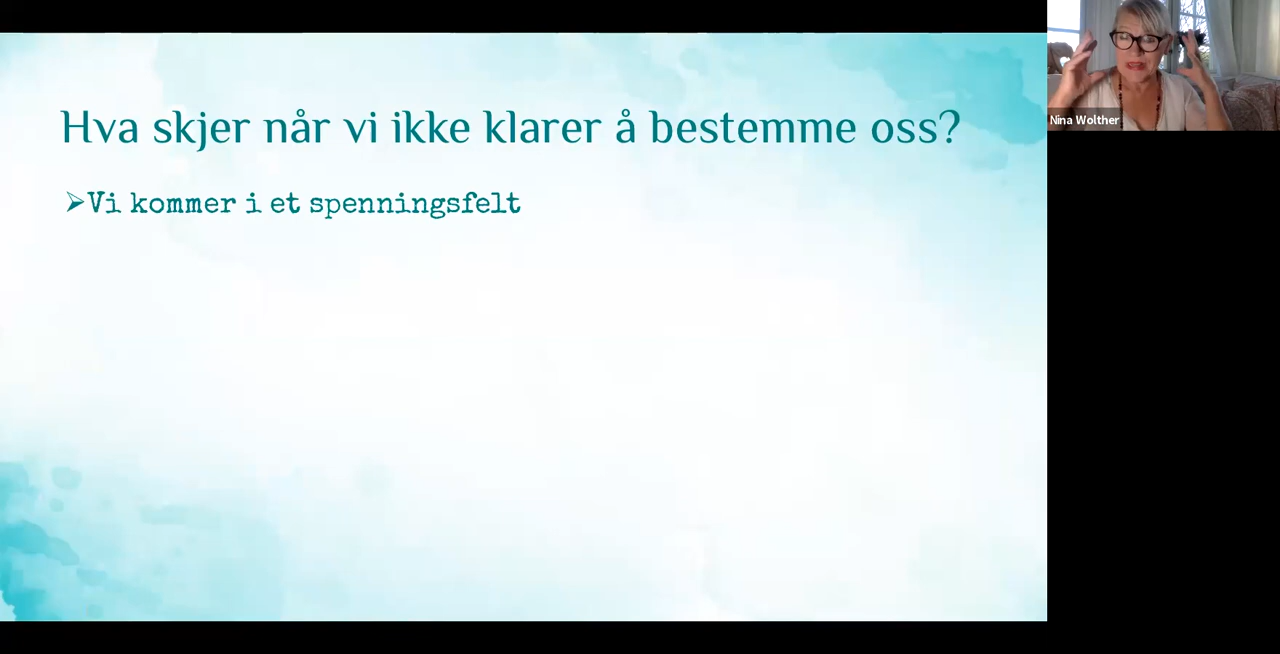 Hva skjer når vi ikke klarer å bestemme oss?
➢Vi kommer i et spenningsfelt
Nina Wolther